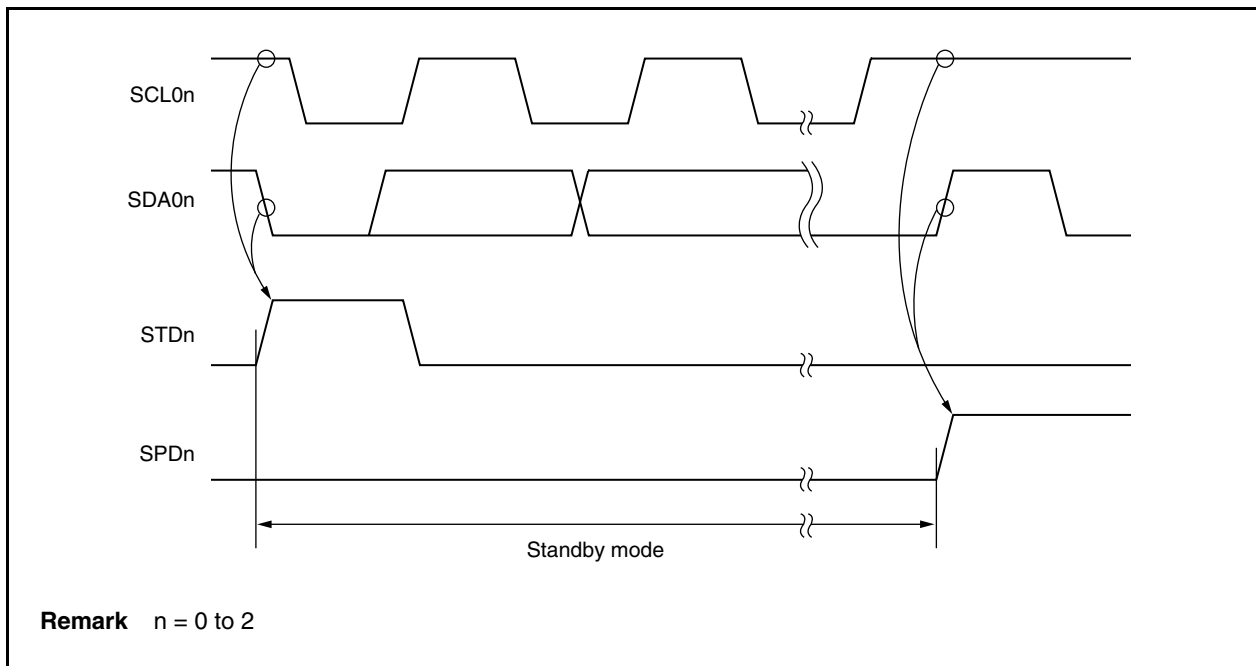 SCL0n
SDA0n
STDn
SPDn
Standby mode
Remark n = 0 to 2